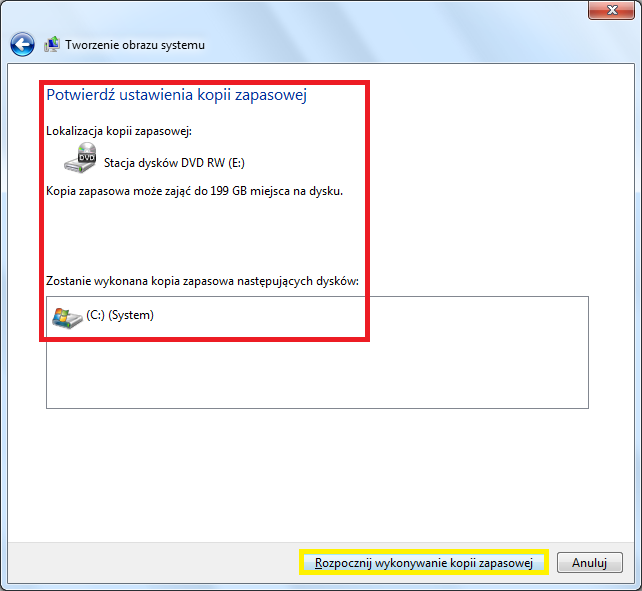 Tworzenie obrazu systemu
Potwierdź ustawienia kopii zapasowej
Lokalizacja kopii zapasowej:
DVD
Stacja dysków DVD RW (E:)
Kopia zapasowa może zająć do 199 GB miejsca na dysku.
Zostanie wykonana kopia zapasowa następujących dysków:
(C:) (System)
Rozpocznij wykonywanie kopii zapasowej
Anuluj